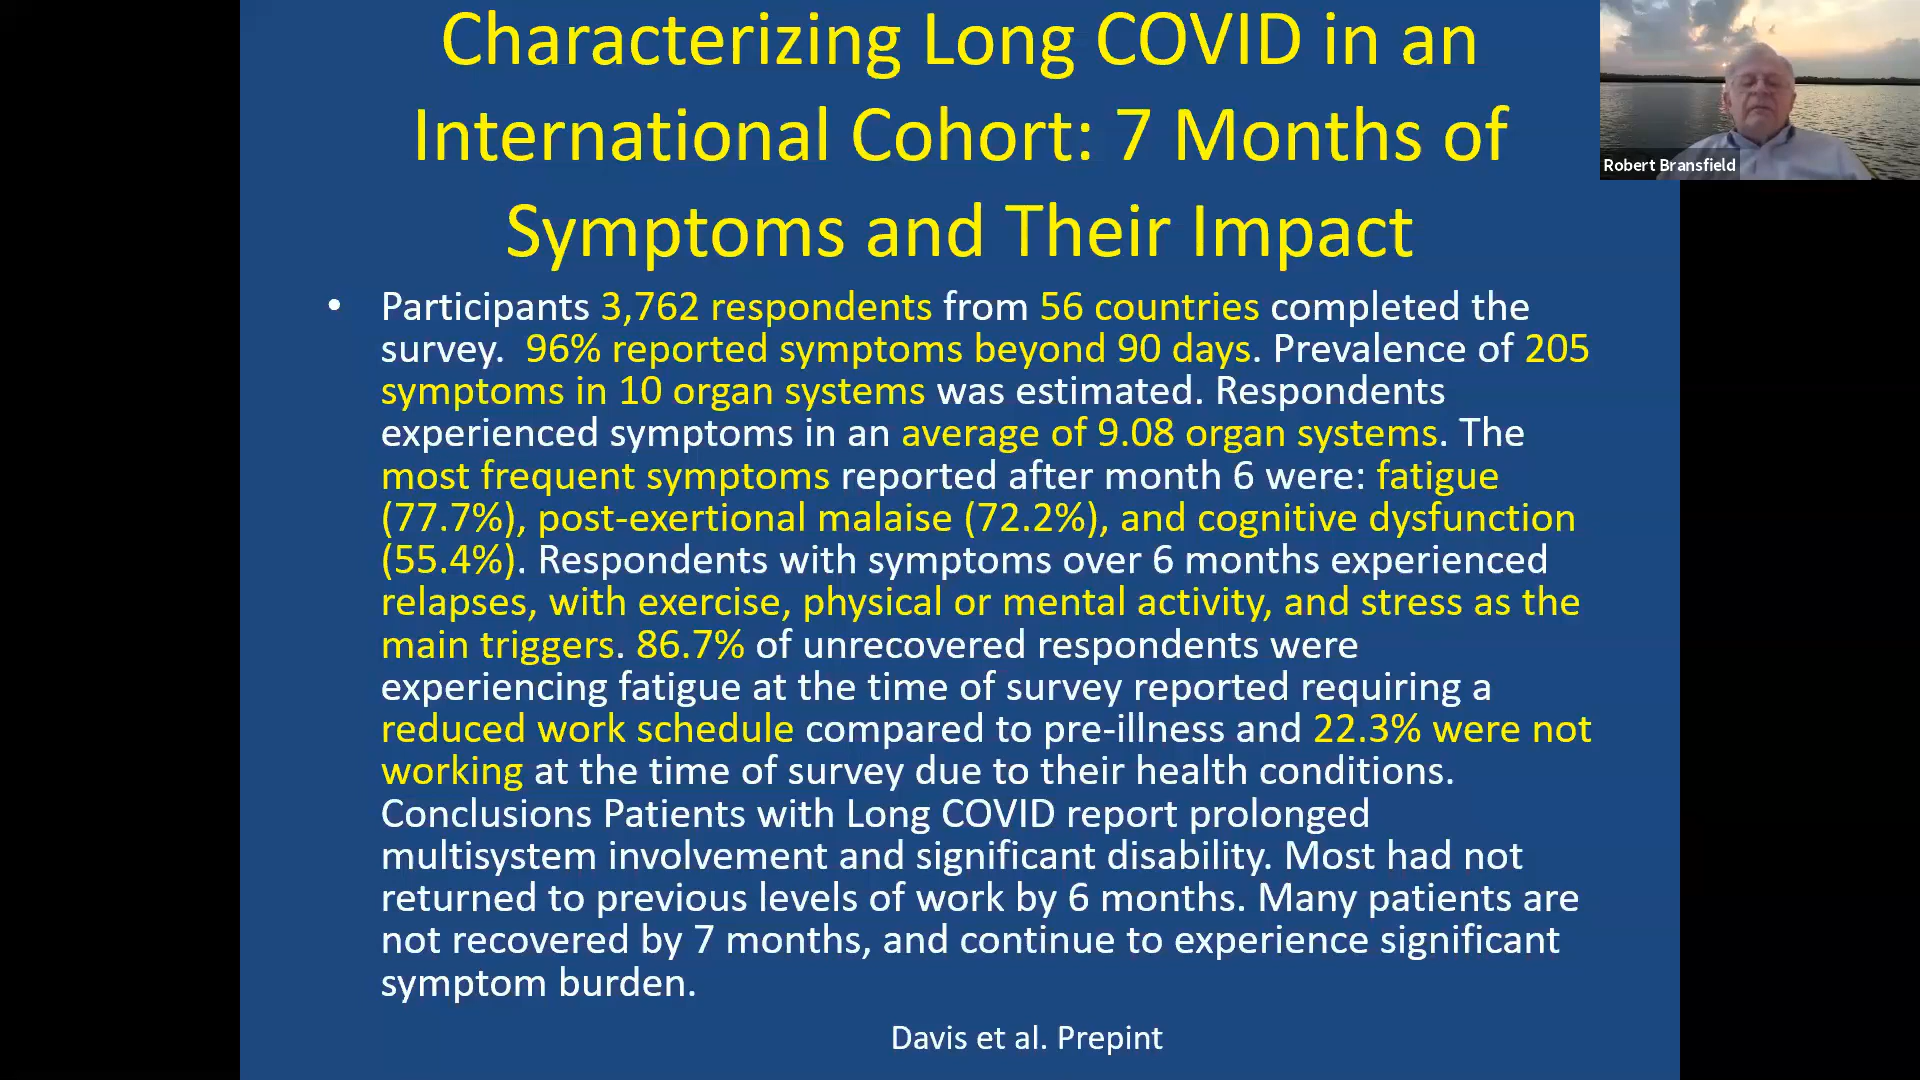 Characterizing Long COVID in an
International Cohort: 7 Months of
Symptoms and Their Impact
Robert Bransfield
• Participants 3,762 respondents from 56 countries completed the
survey.  96% reported symptoms beyond 90 days. Prevalence of 205
symptoms in 10 organ systems was estimated. Respondents
experienced symptoms in an average of 9.08 organ systems. The
most frequent symptoms reported after month 6 were: fatigue
(77.7%), post-exertional malaise (72.2%), and cognitive dysfunction
(55.4%). Respondents with symptoms over 6 months experienced
relapses, with exercise, physical or mental activity, and stress as the
main triggers. 86.7% of unrecovered respondents were
experiencing fatigue at the time of survey reported requiring a
reduced work schedule compared to pre-illness and 22.3% were not
working at the time of survey due to their health conditions.
Conclusions Patients with Long COVID report prolonged
multisystem involvement and significant disability. Most had not
returned to previous levels of work by 6 months. Many patients are
not recovered by 7 months, and continue to experience significant
symptom burden.
Davis et al. Prepint